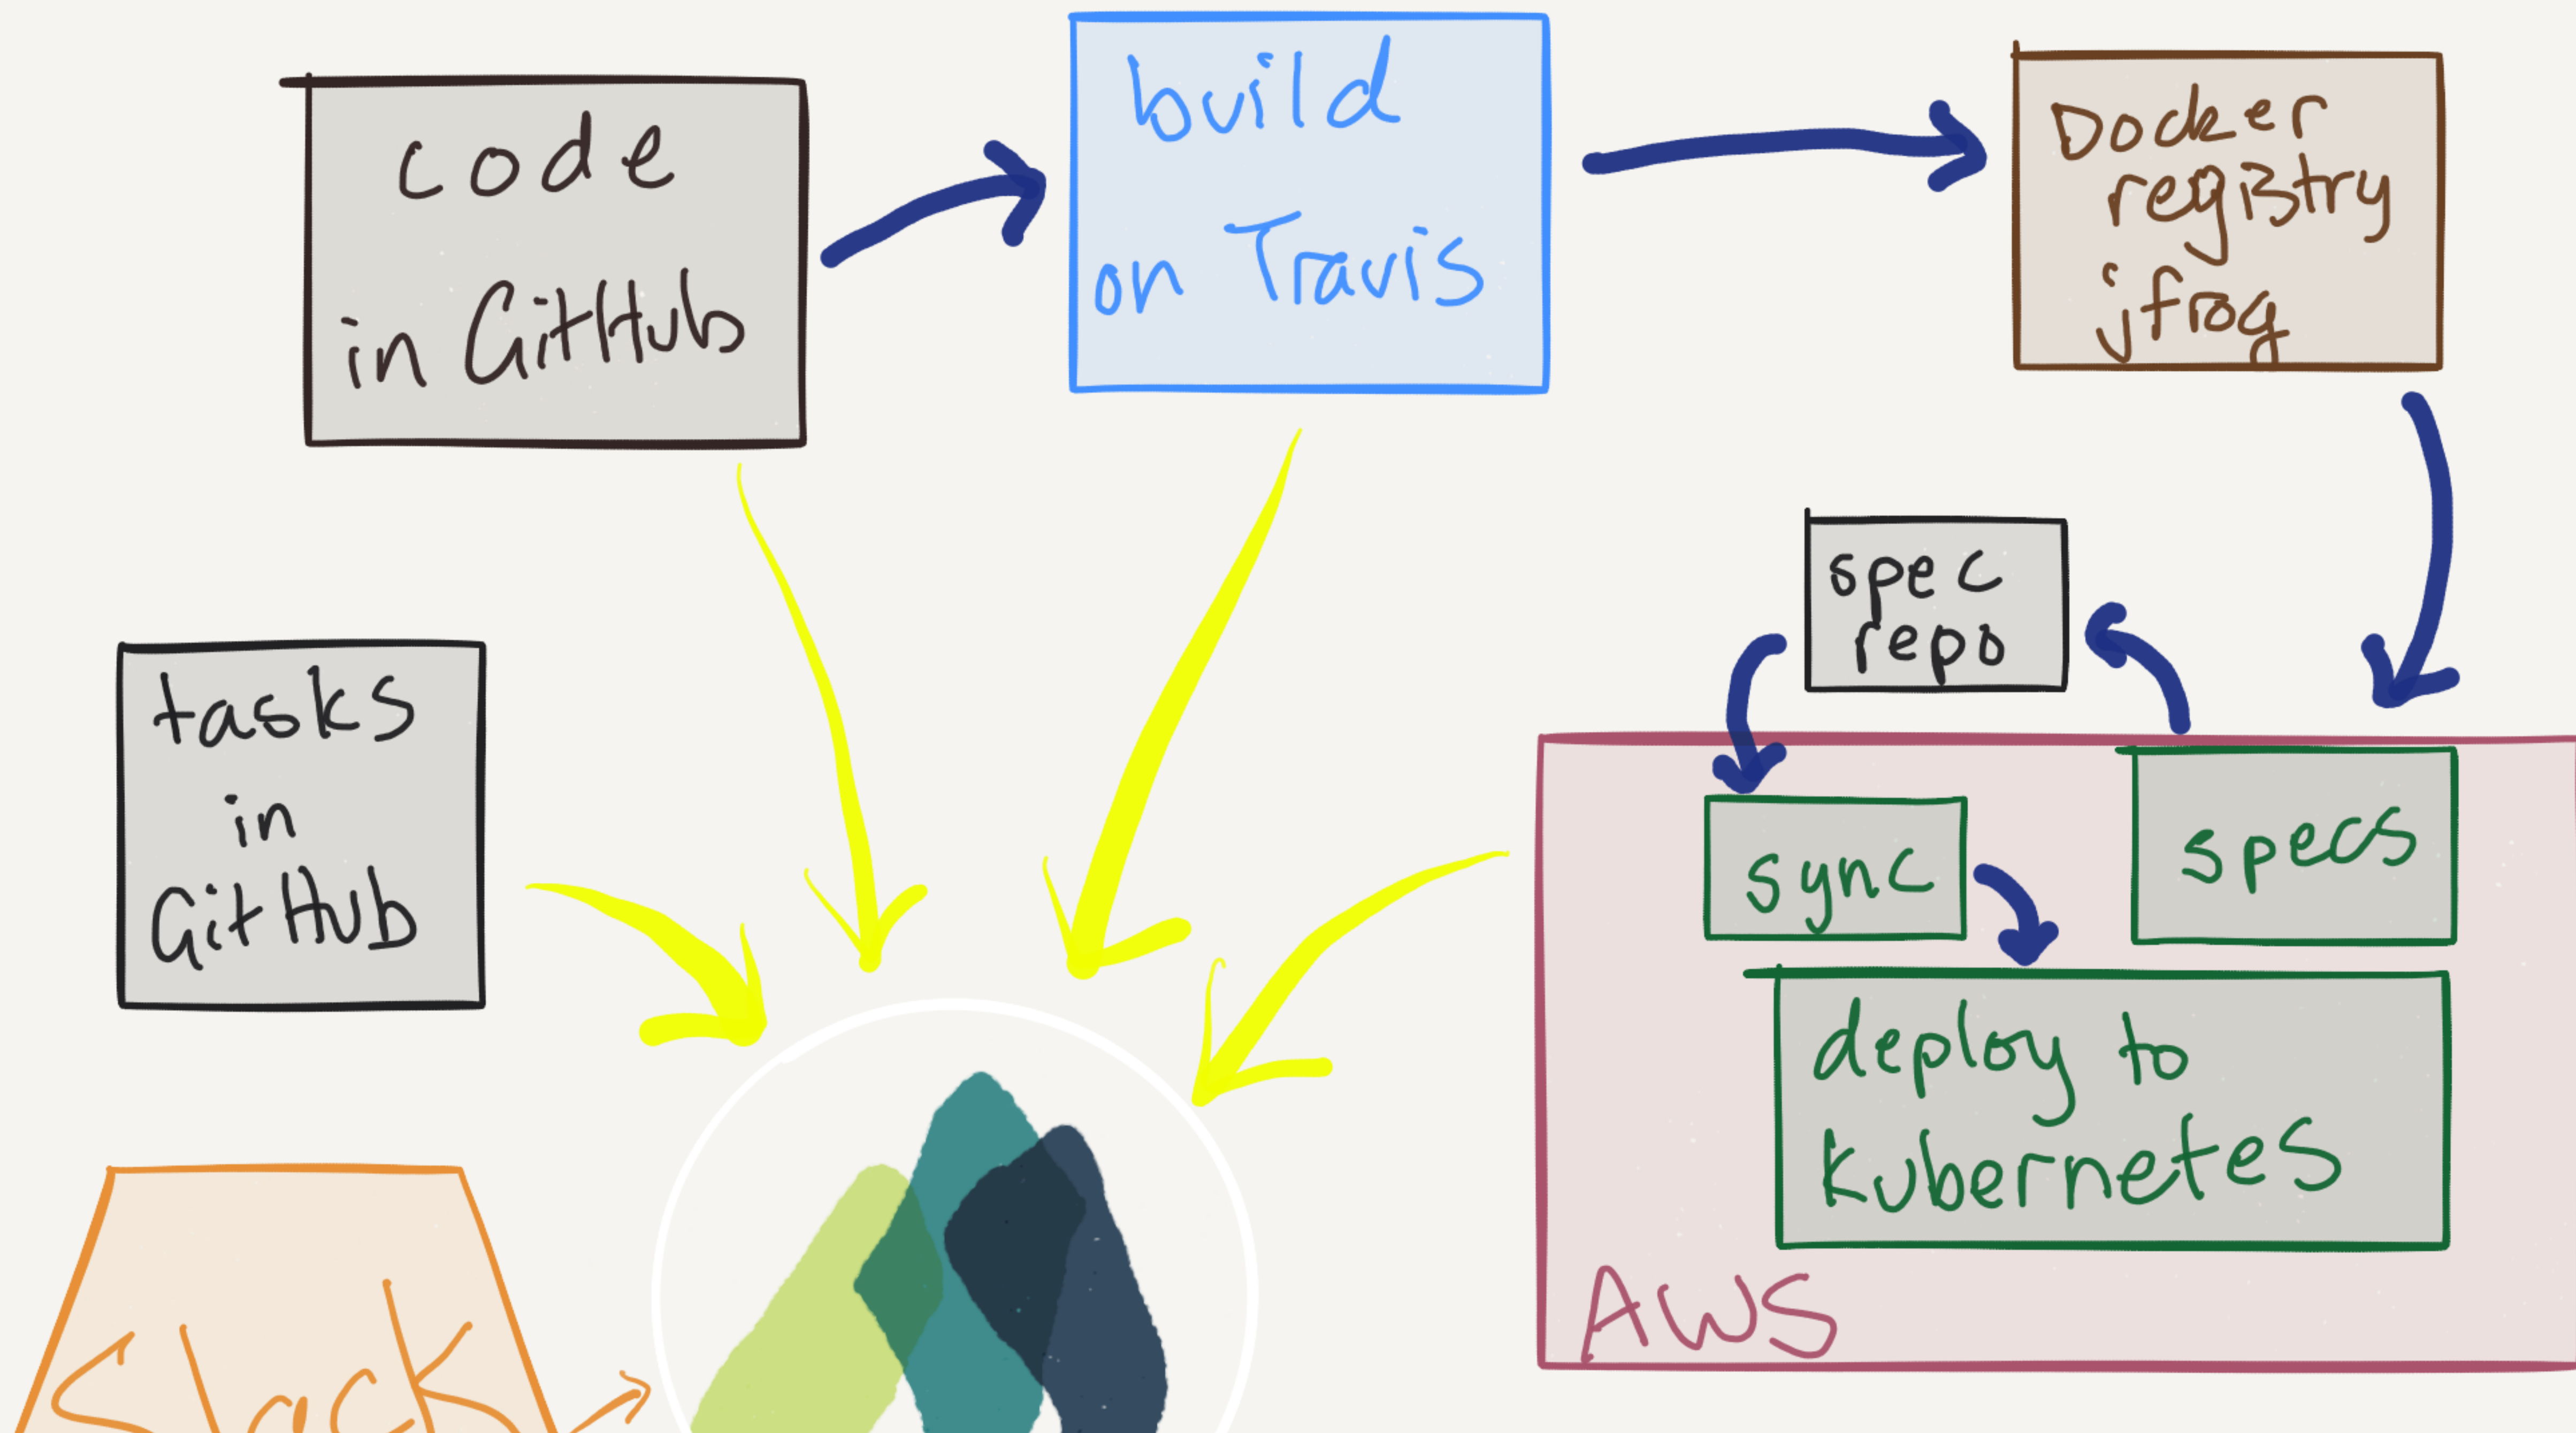 code
in GitHub
build
on Travis
Docker
registry
jfrog
spec
repo
tasks
in
GitHub
sync
specs
deploy to
kubernetes
AWS
Slack